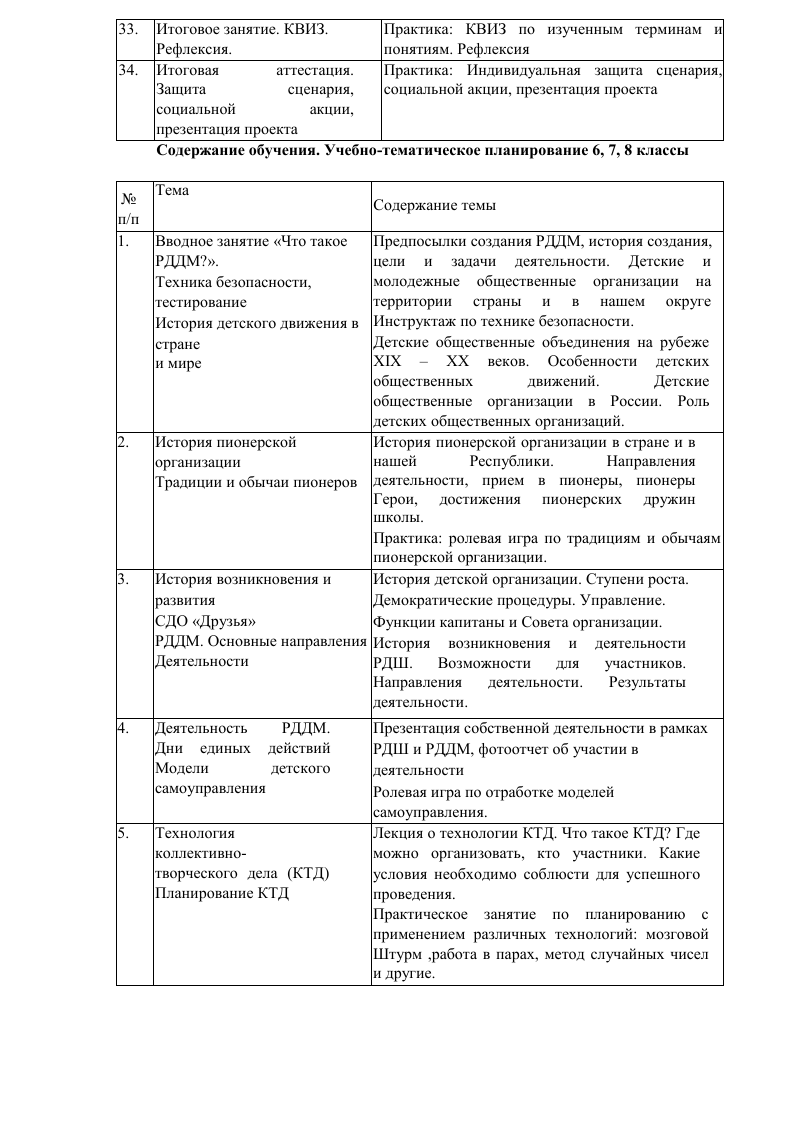 33.
Итоговое занятие. КВИЗ.
Рефлексия.
Практика: КВИЗ по изученным терминам и
понятиям. Рефлексия
34.
Итоговая аттестация.
Защита сценария,
социальной акции,
презентация проекта
Практика: Индивидуальная защита сценария,
социальной акции, презентация проекта
Содержание обучения. Учебно-тематическое планирование 6, 7, 8 классы
№
п/п
Тема
Содержание темы
1.
Вводное занятие «Что такое
РДДМ?».
Техника безопасности,
тестирование
История детского движения в
стране
и мире
Предпосылки создания РДДМ, история создания,
цели и задачи деятельности. Детские и
молодежные общественные организации на
территории страны и в нашем округе
Инструктаж по технике безопасности.
Детские общественные объединения на рубеже
XIX – XX веков. Особенности детских
общественных движений. Детские
общественные организации в России. Роль
детских общественных организаций.
2.
История пионерской
организации
Традиции и обычаи пионеров
История пионерской организации в стране и в
нашей Республики. Направления
деятельности, прием в пионеры, пионеры
Герои, достижения пионерских дружин
школы.
Практика: ролевая игра по традициям и обычаям
пионерской организации.
3.
История возникновения и
развития
СДО «Друзья»
РДДМ. Основные направления
Деятельности
История детской организации. Ступени роста.
Демократические процедуры. Управление.
Функции капитаны и Совета организации.
История возникновения и деятельности
РДШ. Возможности для участников.
Направления деятельности. Результаты
деятельности.
4.
Деятельность РДДМ.
Дни единых действий
Модели детского
самоуправления
Презентация собственной деятельности в рамках
РДШ и РДДМ, фотоотчет об участии в
деятельности
Ролевая игра по отработке моделей
самоуправления.
5.
Технология
коллективно-
творческого дела (КТД)
Планирование КТД
Лекция о технологии КТД. Что такое КТД? Где
можно организовать, кто участники. Какие
условия необходимо соблюсти для успешного
проведения.
Практическое занятие по планированию с
применением различных технологий: мозговой
Штурм ,работа в парах, метод случайных чисел
и другие.